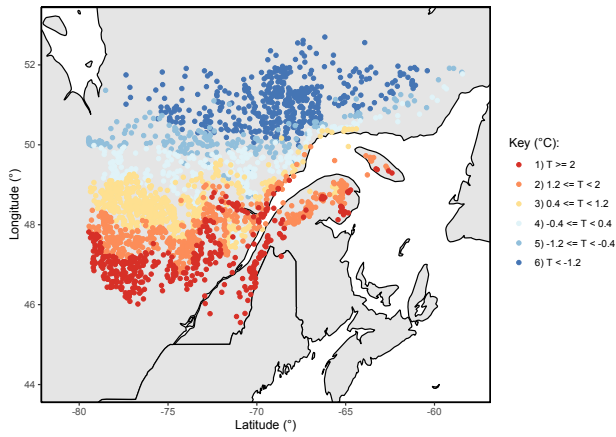 52
50
48
46
44
Longitude (°)
-80
-75
-70
-65
-60
Latitude (°)
Key (°C):
1) T >= 2
2) 1.2 <= T < 2
3) 0.4 <= T < 1.2
4) -0.4 <= T < 0.4
5) -1.2 <= T < -0.4
6) T < -1.2